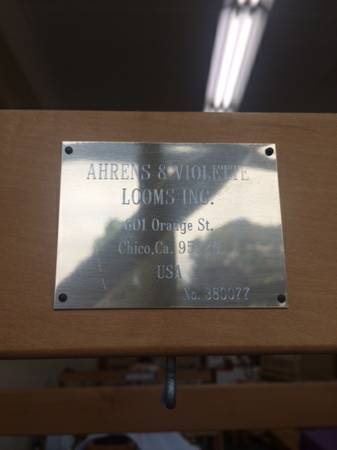 AHRENS & VIOLETTE
LOOMS INC.
601 Orange St.
Chico,Ca.
USA
No. 380077